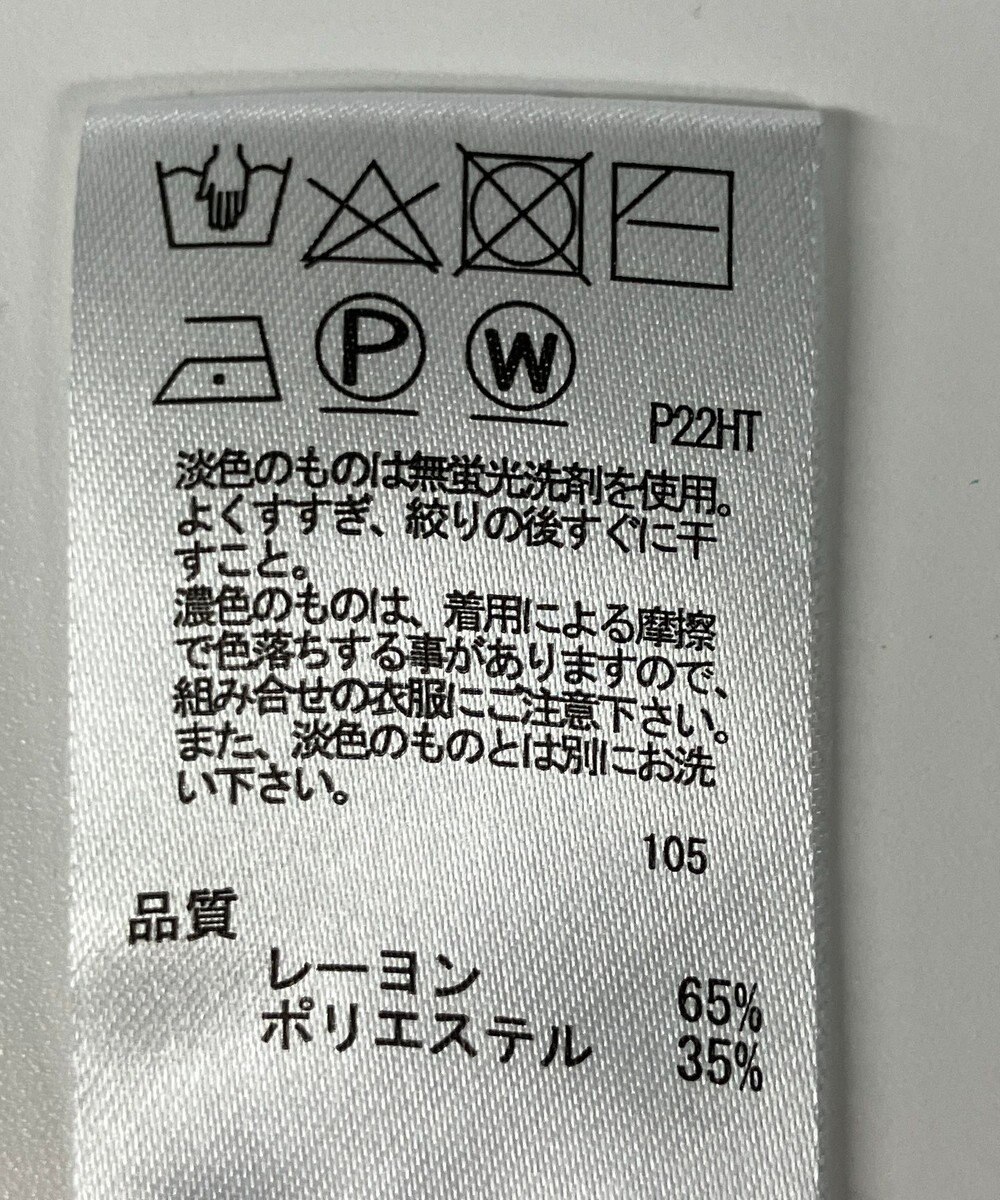 P
W
P22HT
淡色のものは無蛍光洗剤を使用。
よくすすぎ、絞りの後すぐに干
すこと。
濃色のものは、着用による摩擦
で色落ちする事がありますので、
組み合せの衣服にご注意下さい。
また、淡色のものとは別にお洗
い下さい。
105
品質
レーヨン 65%
ポリエステル 35%